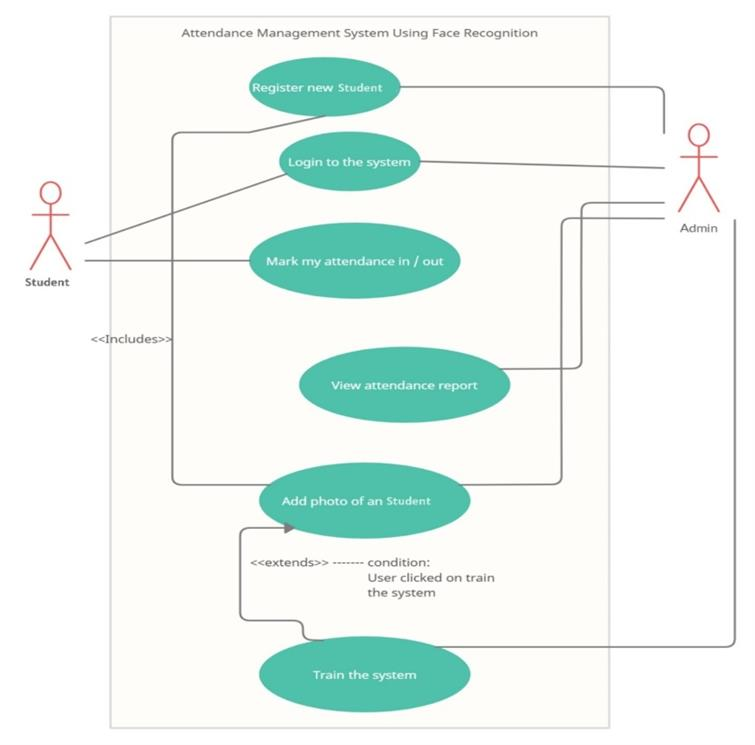 Attendance Management System Using Face Recognition
Register new Student
Login to the system
Student
Mark my attendance in / out
Admin
<<Includes>>
View attendance report
Add photo of an Student
<<extends>> ------- condition:
User clicked on train
the system
Train the system